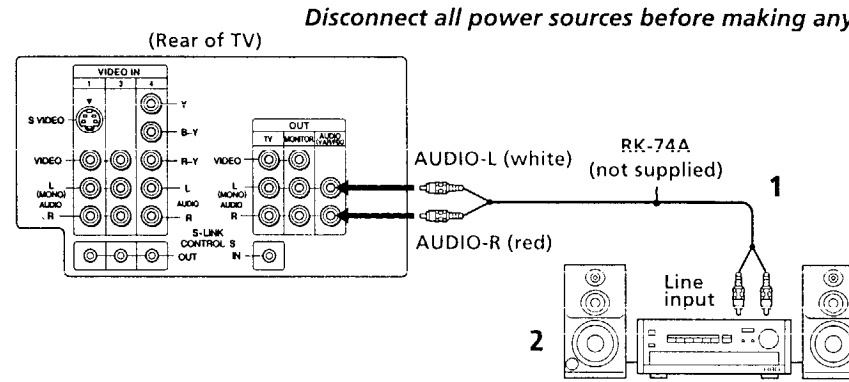 Disconnect all power sources before making any
(Rear of TV)
VIDEO IN
1 3 4
S VIDEO
Y
B-Y
OUT
TV MONITOR AUDIO (VAR/FIX)
VIDEO R-Y VIDEO
L (MONO) L L (MONO)
AUDIO AUDIO AUDIO
R R R
S-LINK
CONTROL S
OUT IN
AUDIO-L (white)
AUDIO-R (red)
RK-74A
(not supplied)
1
Line
input
2